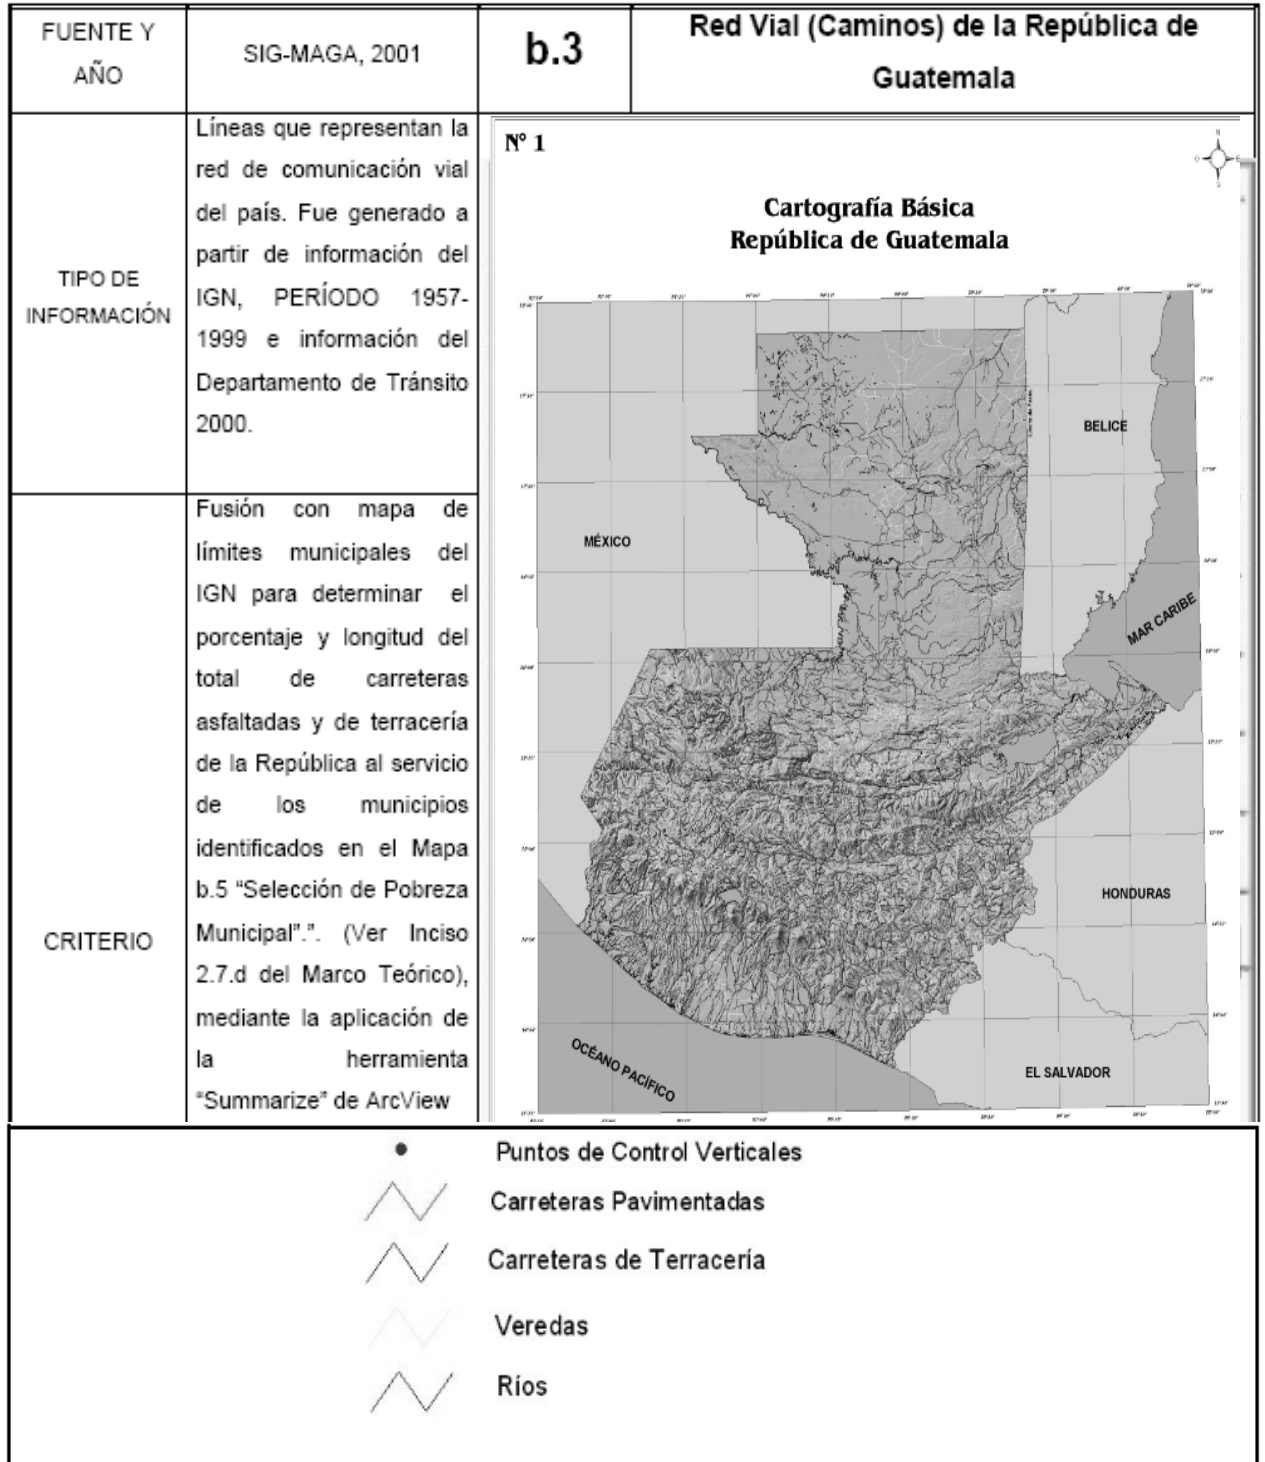 FUENTE Y
AÑO
SIG-MAGA, 2001
b.3
Red Vial (Caminos) de la República de
Guatemala
TIPO DE
INFORMACIÓN
Líneas que representan la
red de comunicación vial
del país. Fue generado a
partir de información del
IGN, PERÍODO 1957-
1999 e información del
Departamento de Tránsito
2000.
CRITERIO
Fusión con mapa de
límites municipales del
IGN para determinar el
porcentaje y longitud del
total de carreteras
asfaltadas y de terracería
de la República al servicio
de los municipios
identificados en el Mapa
b.5 “Selección de Pobreza
Municipal”.”. (Ver Inciso
2.7.d del Marco Teórico),
mediante la aplicación de
la herramienta
“Summarize” de ArcView
N° 1
N
O E
S
Cartografía Básica
República de Guatemala
BELICE
MÉXICO
MAR CARIBE
HONDURAS
OCÉANO PACÍFICO
EL SALVADOR
Puntos de Control Verticales
Carreteras Pavimentadas
Carreteras de Terracería
Veredas
Ríos